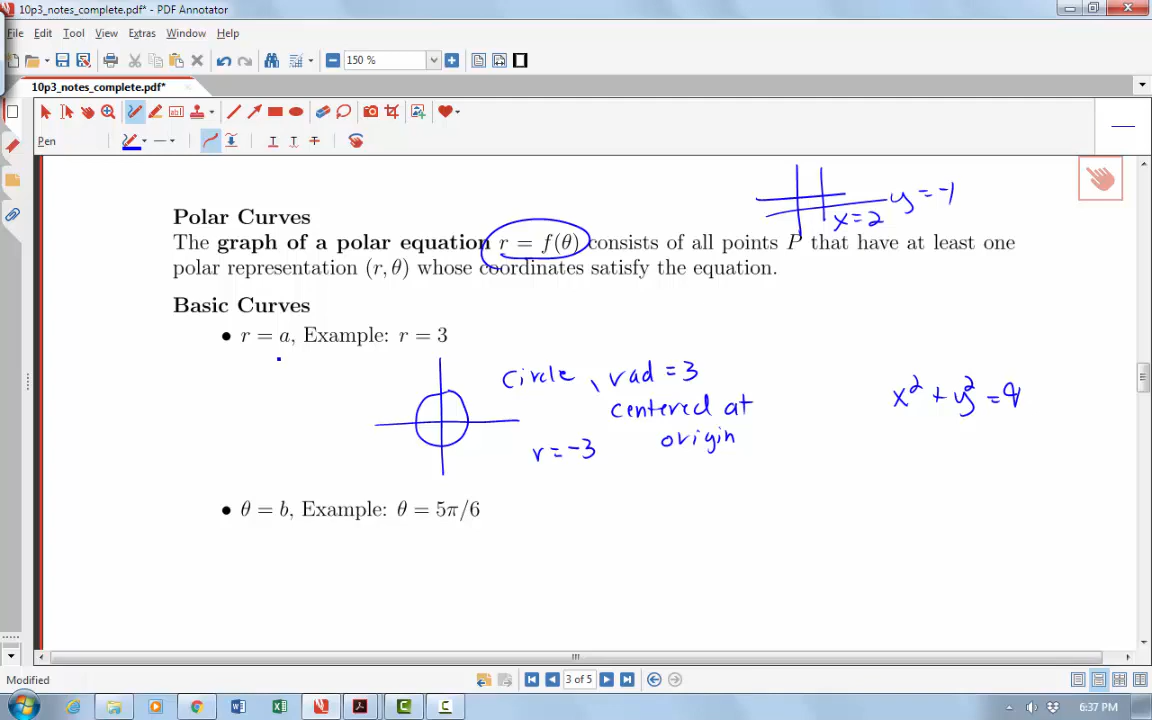 10p3_notes_complete.pdf* - PDF Annotator
File Edit Tool View Extras Window Help
150 %
10p3_notes_complete.pdf*
Pen
y = -1
x = 2
Polar Curves
The graph of a polar equation r = f(θ) consists of all points P that have at least one
polar representation (r, θ) whose coordinates satisfy the equation.
Basic Curves
• r = a, Example: r = 3
Circle, rad = 3
centered at
origin
r = -3
x² + y² = 9
• θ = b, Example: θ = 5π/6
Modified
3 of 5
6:37 PM